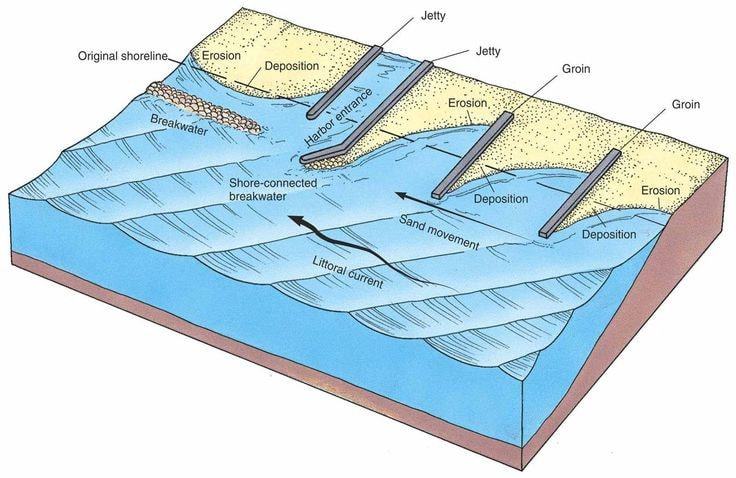 Jetty
Jetty
Original shoreline
Erosion
Deposition
Groin
Harbor entrance
Erosion
Groin
Breakwater
Shore-connected
breakwater
Deposition
Erosion
Sand movement
Deposition
Littoral current